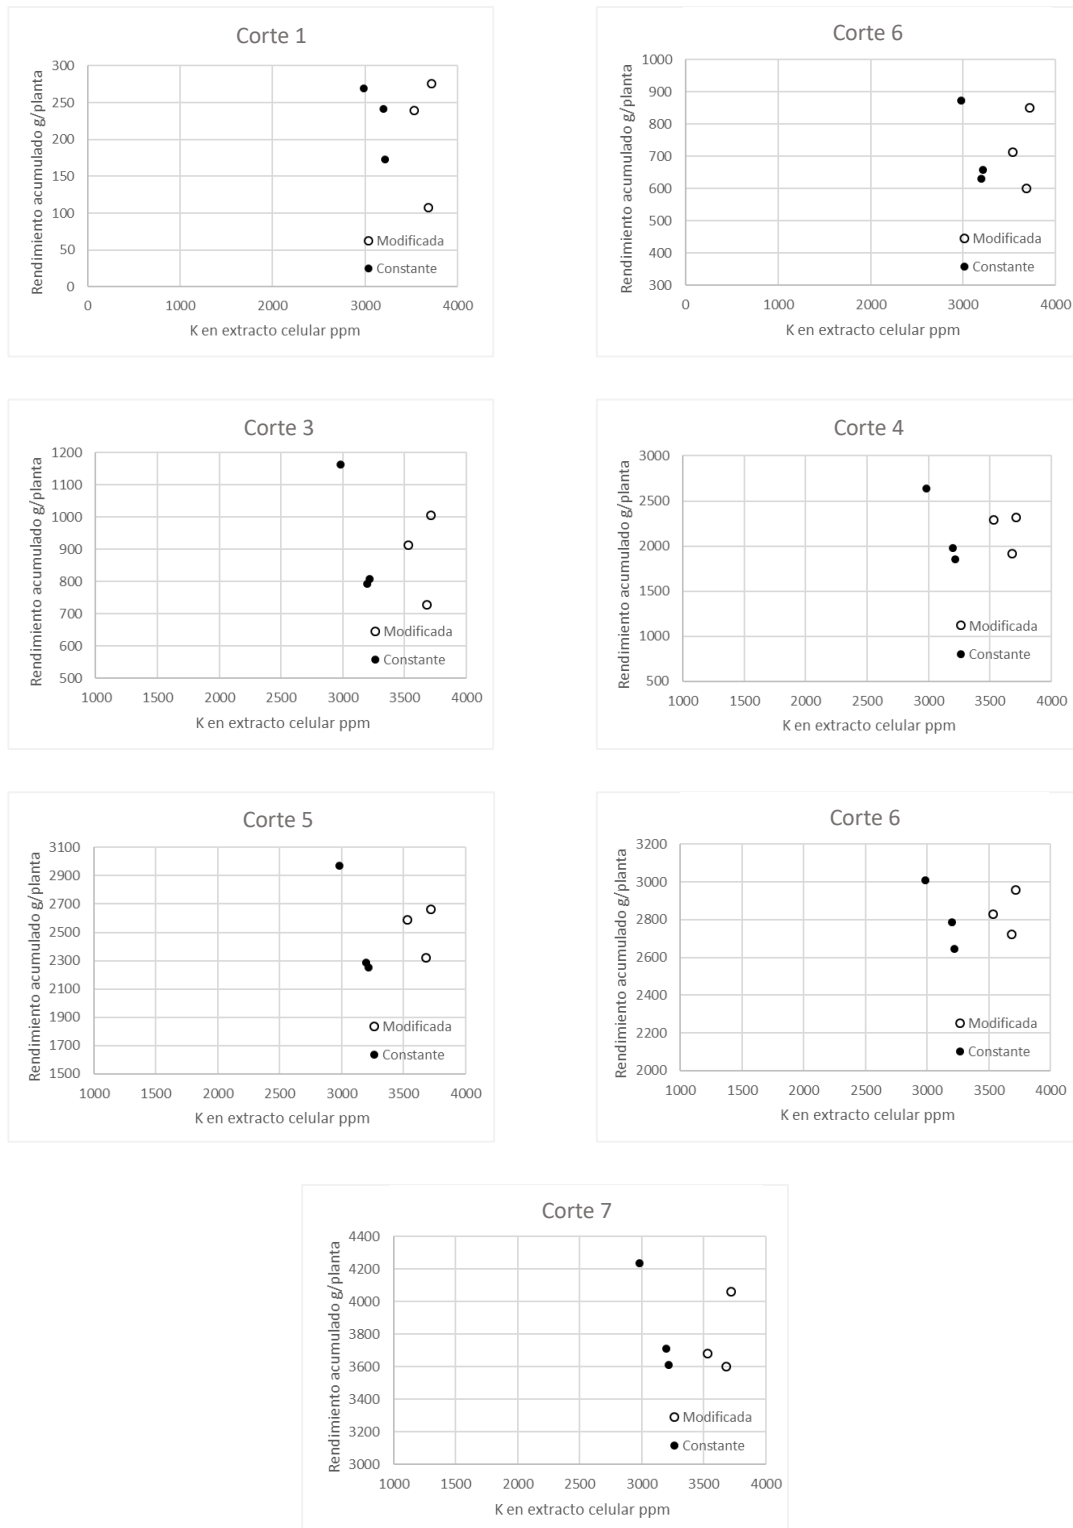 Corte 1
Rendimiento acumulado g/planta
300
250
200
150
100
50
0
0 1000 2000 3000 4000
K en extracto celular ppm
Modificada
Constante
Corte 6
Rendimiento acumulado g/planta
1000
900
800
700
600
500
400
300
0 1000 2000 3000 4000
K en extracto celular ppm
Modificada
Constante
Corte 3
Rendimiento acumulado g/planta
1200
1100
1000
900
800
700
600
500
1000 1500 2000 2500 3000 3500 4000
K en extracto celular ppm
Modificada
Constante
Corte 4
Rendimiento acumulado g/planta
3000
2500
2000
1500
1000
500
1000 1500 2000 2500 3000 3500 4000
K en extracto celular ppm
Modificada
Constante
Corte 5
Rendimiento acumulado g/planta
3100
2900
2700
2500
2300
2100
1900
1700
1500
1000 1500 2000 2500 3000 3500 4000
K en extracto celular ppm
Modificada
Constante
Corte 6
Rendimiento acumulado g/planta
3200
3000
2800
2600
2400
2200
2000
1000 1500 2000 2500 3000 3500 4000
K en extracto celular ppm
Modificada
Constante
Corte 7
Rendimiento acumulado g/planta
4400
4200
4000
3800
3600
3400
3200
3000
1000 1500 2000 2500 3000 3500 4000
K en extracto celular ppm
Modificada
Constante